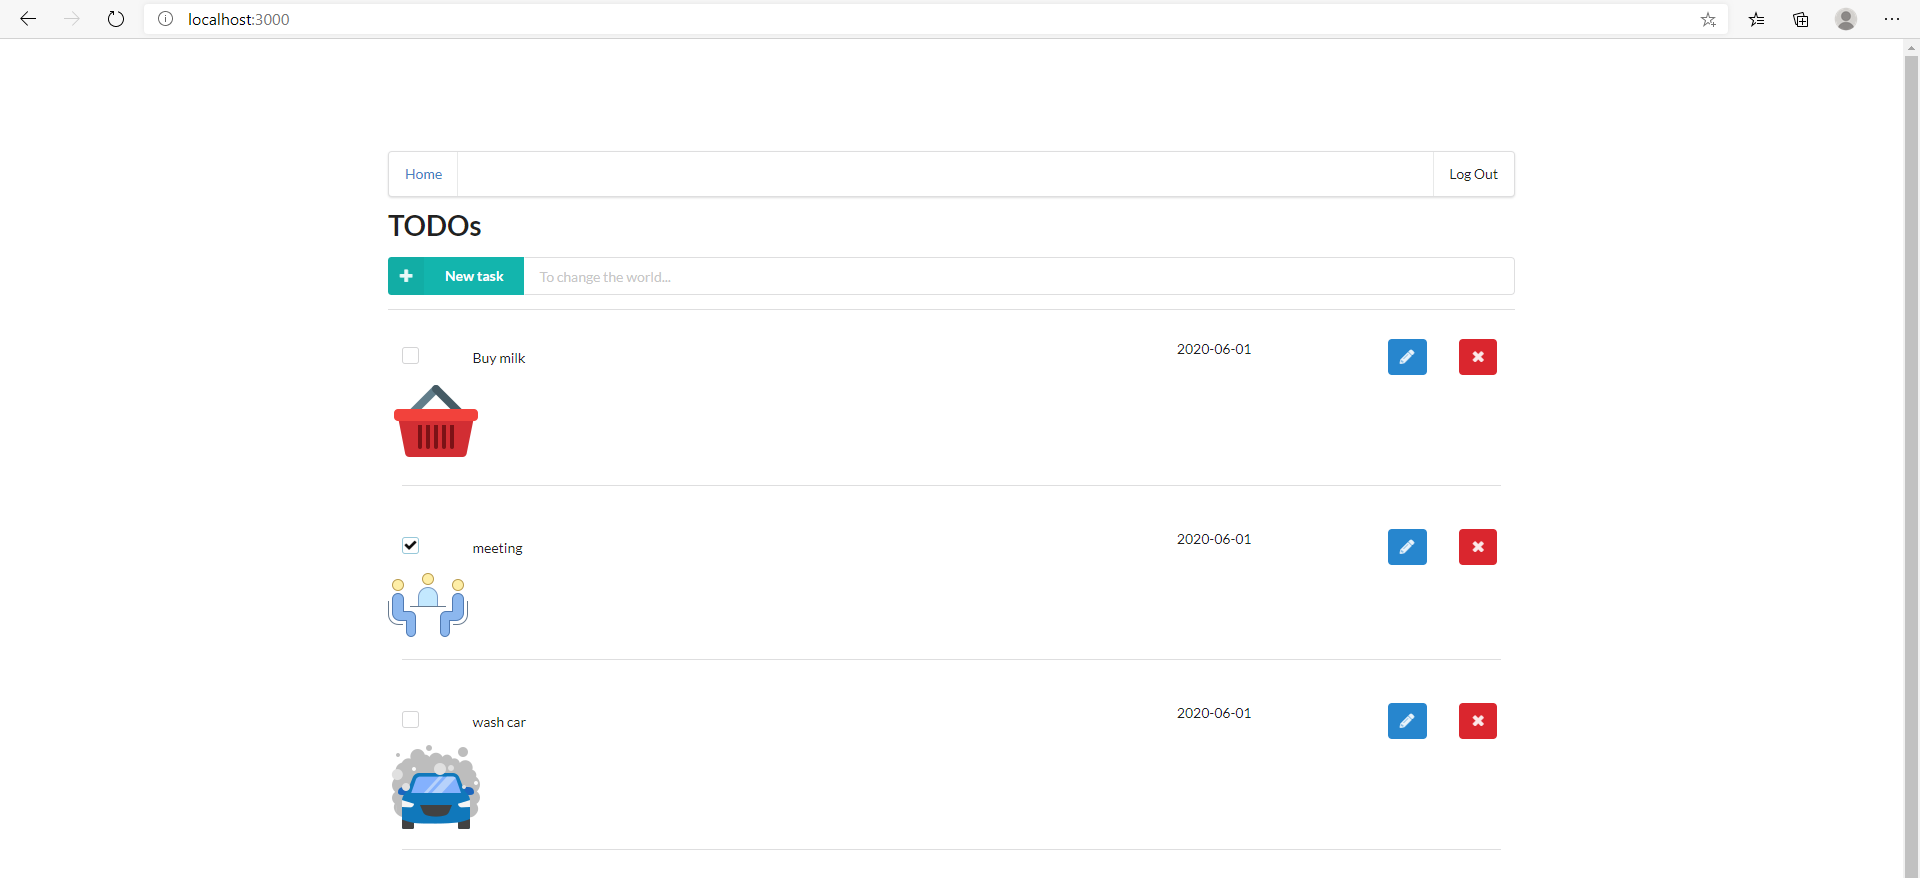 localhost:3000
Home Log Out
TODOs
New task To change the world...
Buy milk 2020-06-01
meeting 2020-06-01
wash car 2020-06-01